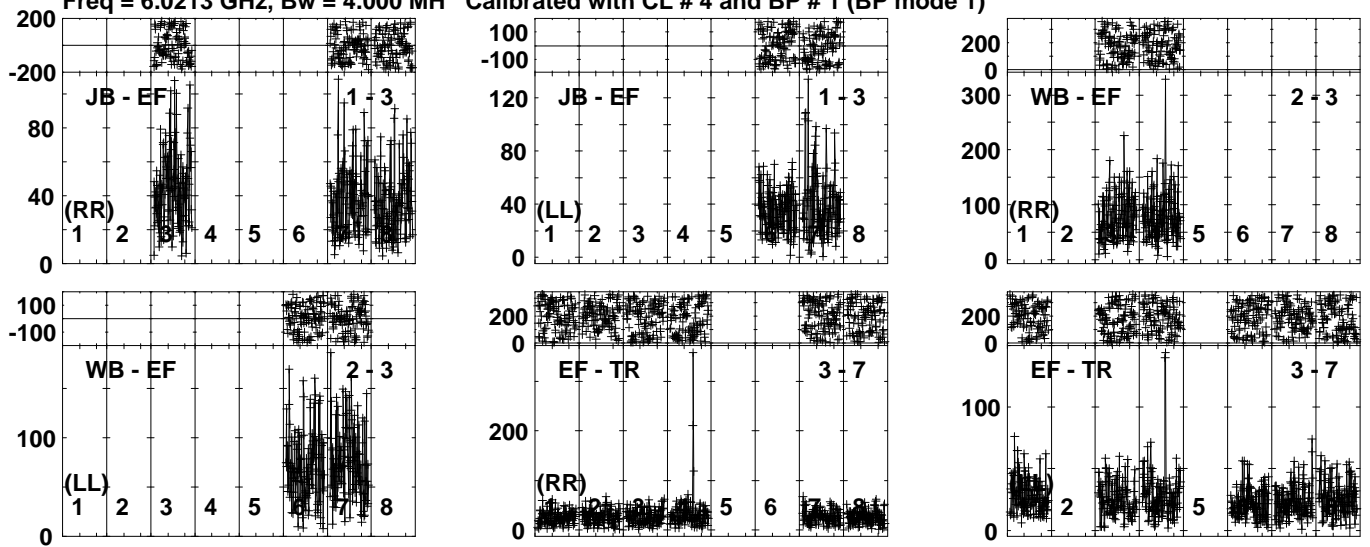 Freq = 6.0213 GHz, Bw = 4.000 MH Calibrated with CL # 4 and BP # 1 (BP mode 1)
200
-200
JB - EF 1 - 3
80
40
0
(RR)
1 2 3 4 5 6
100
-100
JB - EF 1 - 3
120
80
40
0
(LL)
1 2 3 4 5 8
200
0
WB - EF 2 - 3
300
200
100
0
(RR)
1 2 5 6 7 8
100
-100
WB - EF 2 - 3
100
0
(LL)
1 2 3 4 5 6 7 8
200
0
EF - TR 3 - 7
200
0
(RR)
5 6
200
0
EF - TR 3 - 7
100
0
2 5